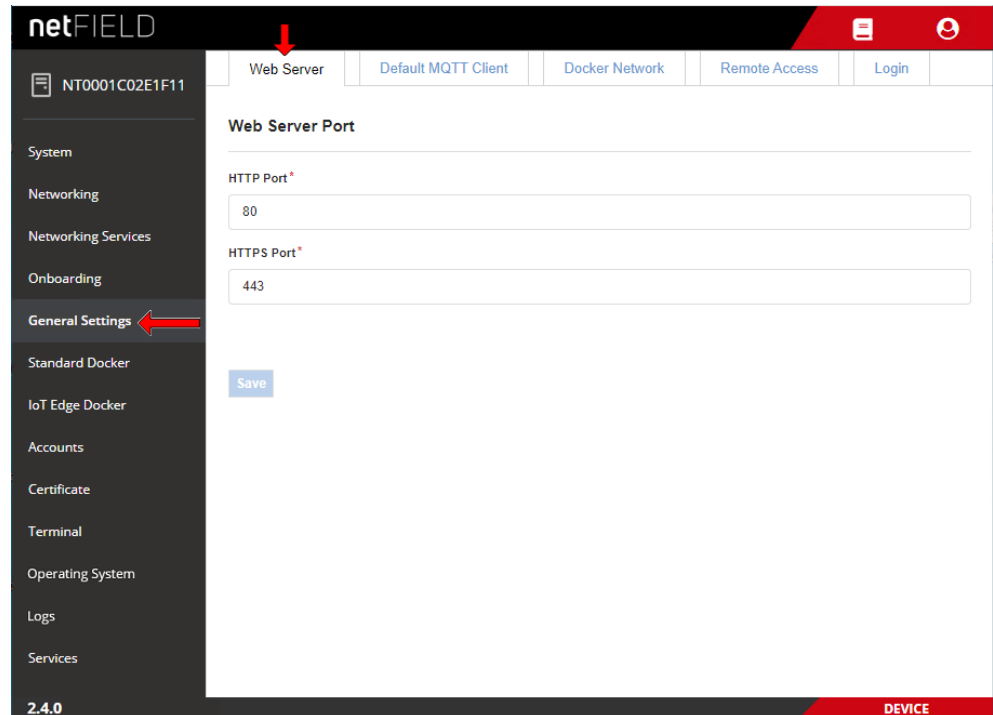 netFIELD
NT0001C02E1F11
System
Networking
Networking Services
Onboarding
General Settings
Standard Docker
IoT Edge Docker
Accounts
Certificate
Terminal
Operating System
Logs
Services
2.4.0
Web Server
Default MQTT Client
Docker Network
Remote Access
Login
Web Server Port
HTTP Port*
80
HTTPS Port*
443
Save
DEVICE